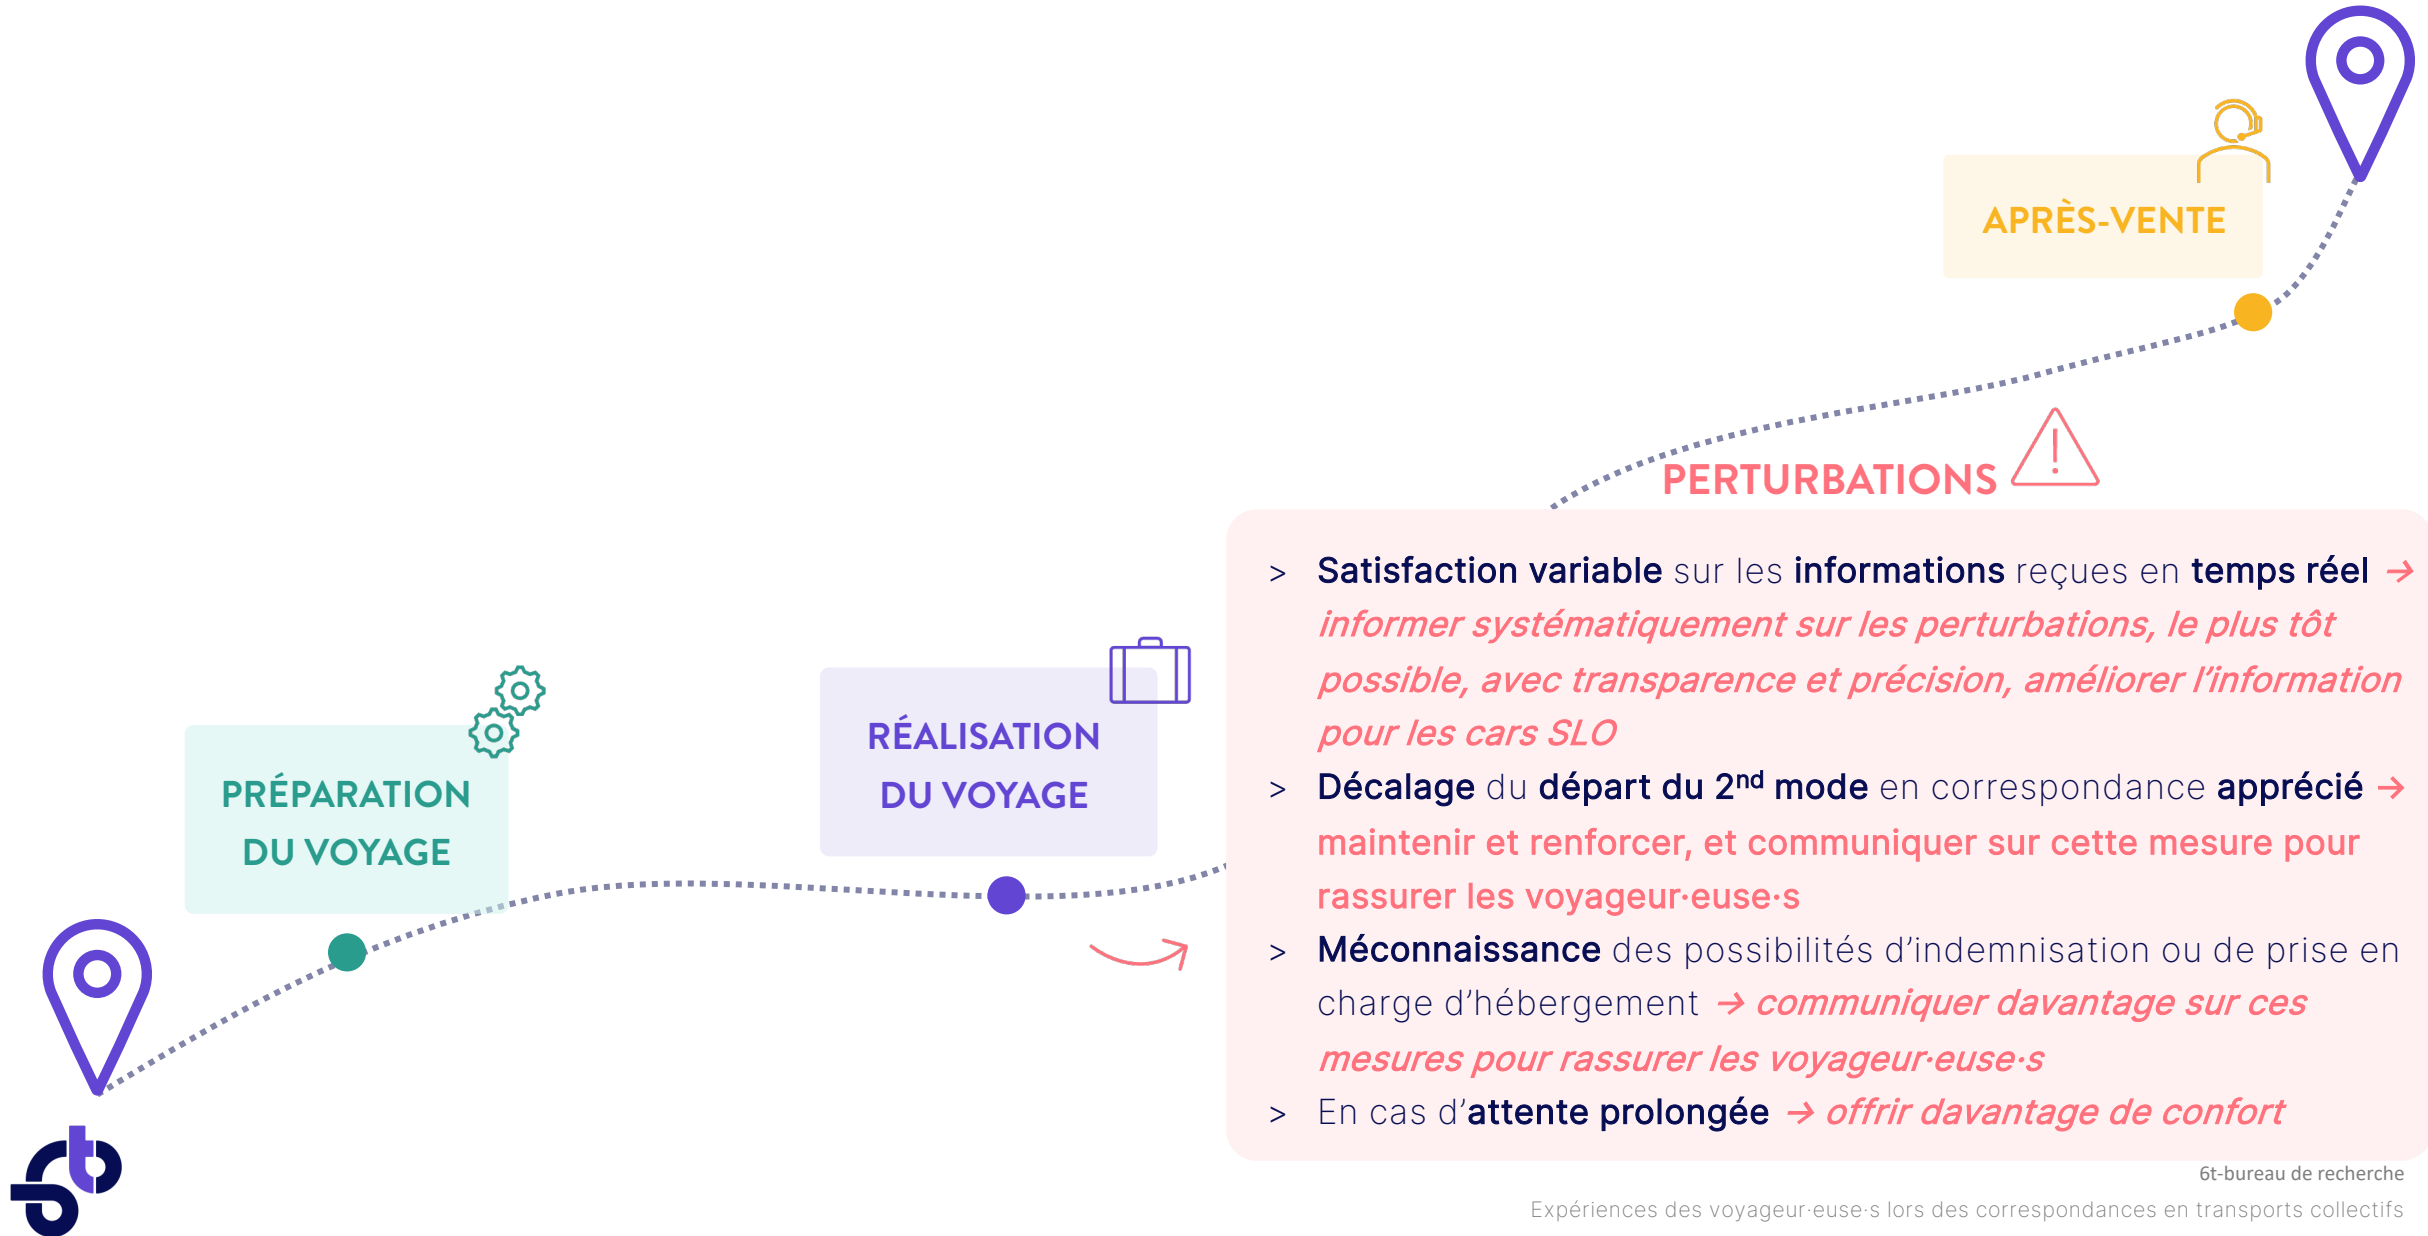 APRÈS-VENTE
PERTURBATIONS
> Satisfaction variable sur les informations reçues en temps réel →
informer systématiquement sur les perturbations, le plus tôt
possible, avec transparence et précision, améliorer l’information
pour les cars SLO
> Décalage du départ du 2nd mode en correspondance apprécié →
maintenir et renforcer, et communiquer sur cette mesure pour
rassurer les voyageur·euse·s
> Méconnaissance des possibilités d’indemnisation ou de prise en
charge d’hébergement → communiquer davantage sur ces
mesures pour rassurer les voyageur·euse·s
> En cas d’attente prolongée → offrir davantage de confort
RÉALISATION
DU VOYAGE
PRÉPARATION
DU VOYAGE
6t
6t-bureau de recherche
Expériences des voyageur·euse·s lors des correspondances en transports collectifs